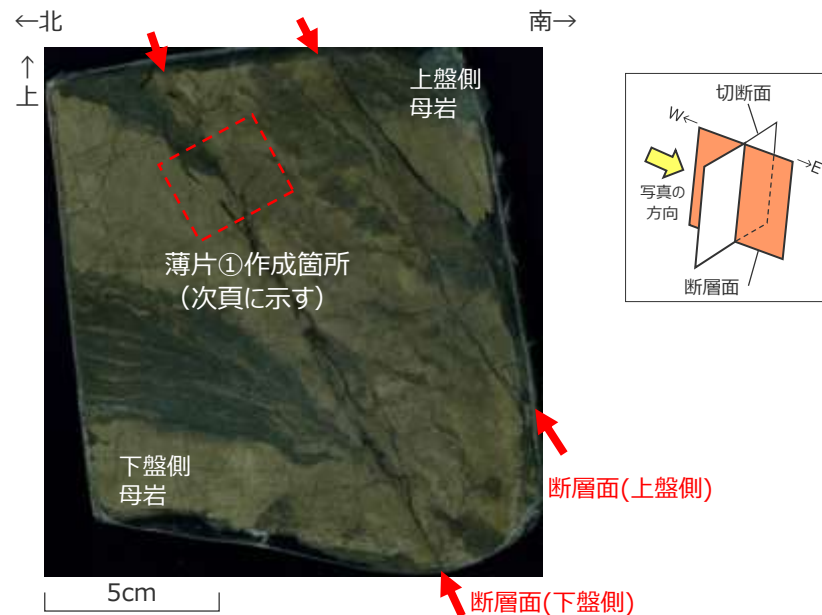 ←北
南→
↑
上
上盤側
母岩
薄片①作成箇所
（次頁に示す）
下盤側
母岩
断層面(上盤側)
断層面(下盤側)
5cm
切断面
W←
→E
写真の
方向
断層面